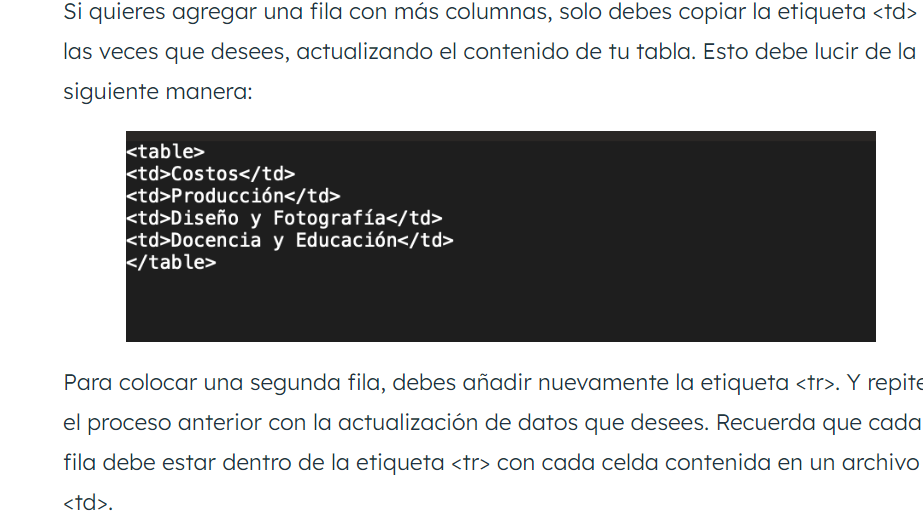 Si quieres agregar una fila con más columnas, solo debes copiar la etiqueta <td>
las veces que desees, actualizando el contenido de tu tabla. Esto debe lucir de la
siguiente manera:
<table>
<td>Costos</td>
<td>Producción</td>
<td>Diseño y Fotografía</td>
<td>Docencia y Educación</td>
</table>
Para colocar una segunda fila, debes añadir nuevamente la etiqueta <tr>. Y repite
el proceso anterior con la actualización de datos que desees. Recuerda que cada
fila debe estar dentro de la etiqueta <tr> con cada celda contenida en un archivo
<td>.